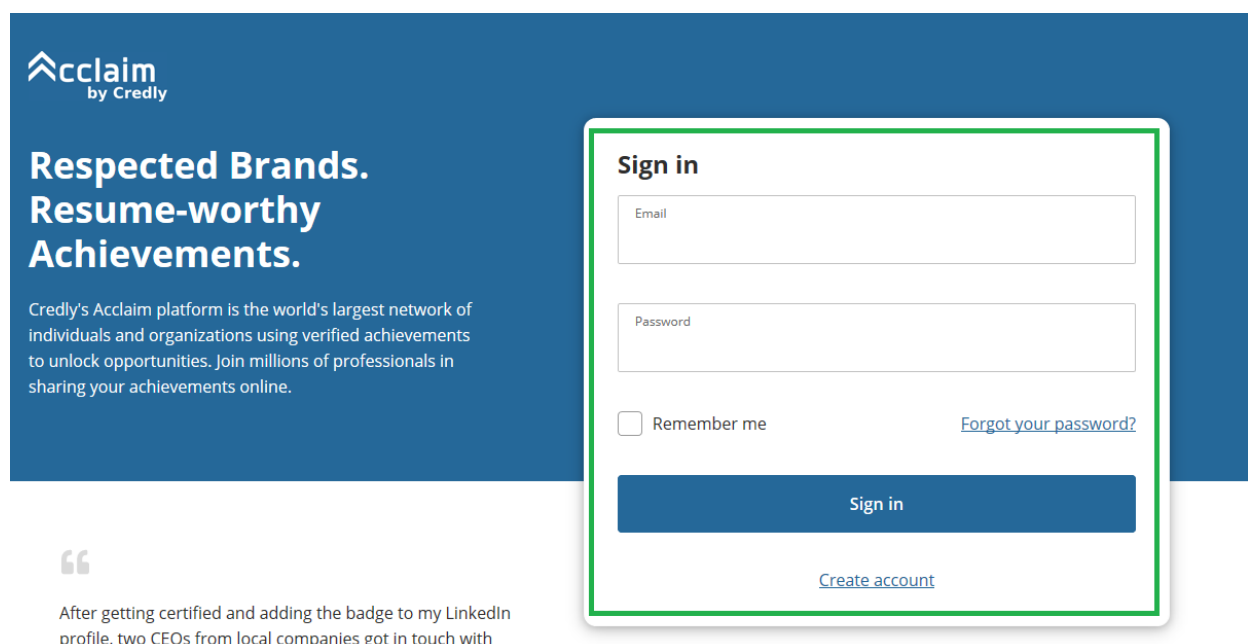 Acclaim
by Credly
Respected Brands.
Resume-worthy
Achievements.
Credly's Acclaim platform is the world's largest network of
individuals and organizations using verified achievements
to unlock opportunities. Join millions of professionals in
sharing your achievements online.
Sign in
Email
Password
Remember me
Forgot your password?
Sign in
Create account
“
After getting certified and adding the badge to my LinkedIn
profile, two CEOs from local companies got in touch with